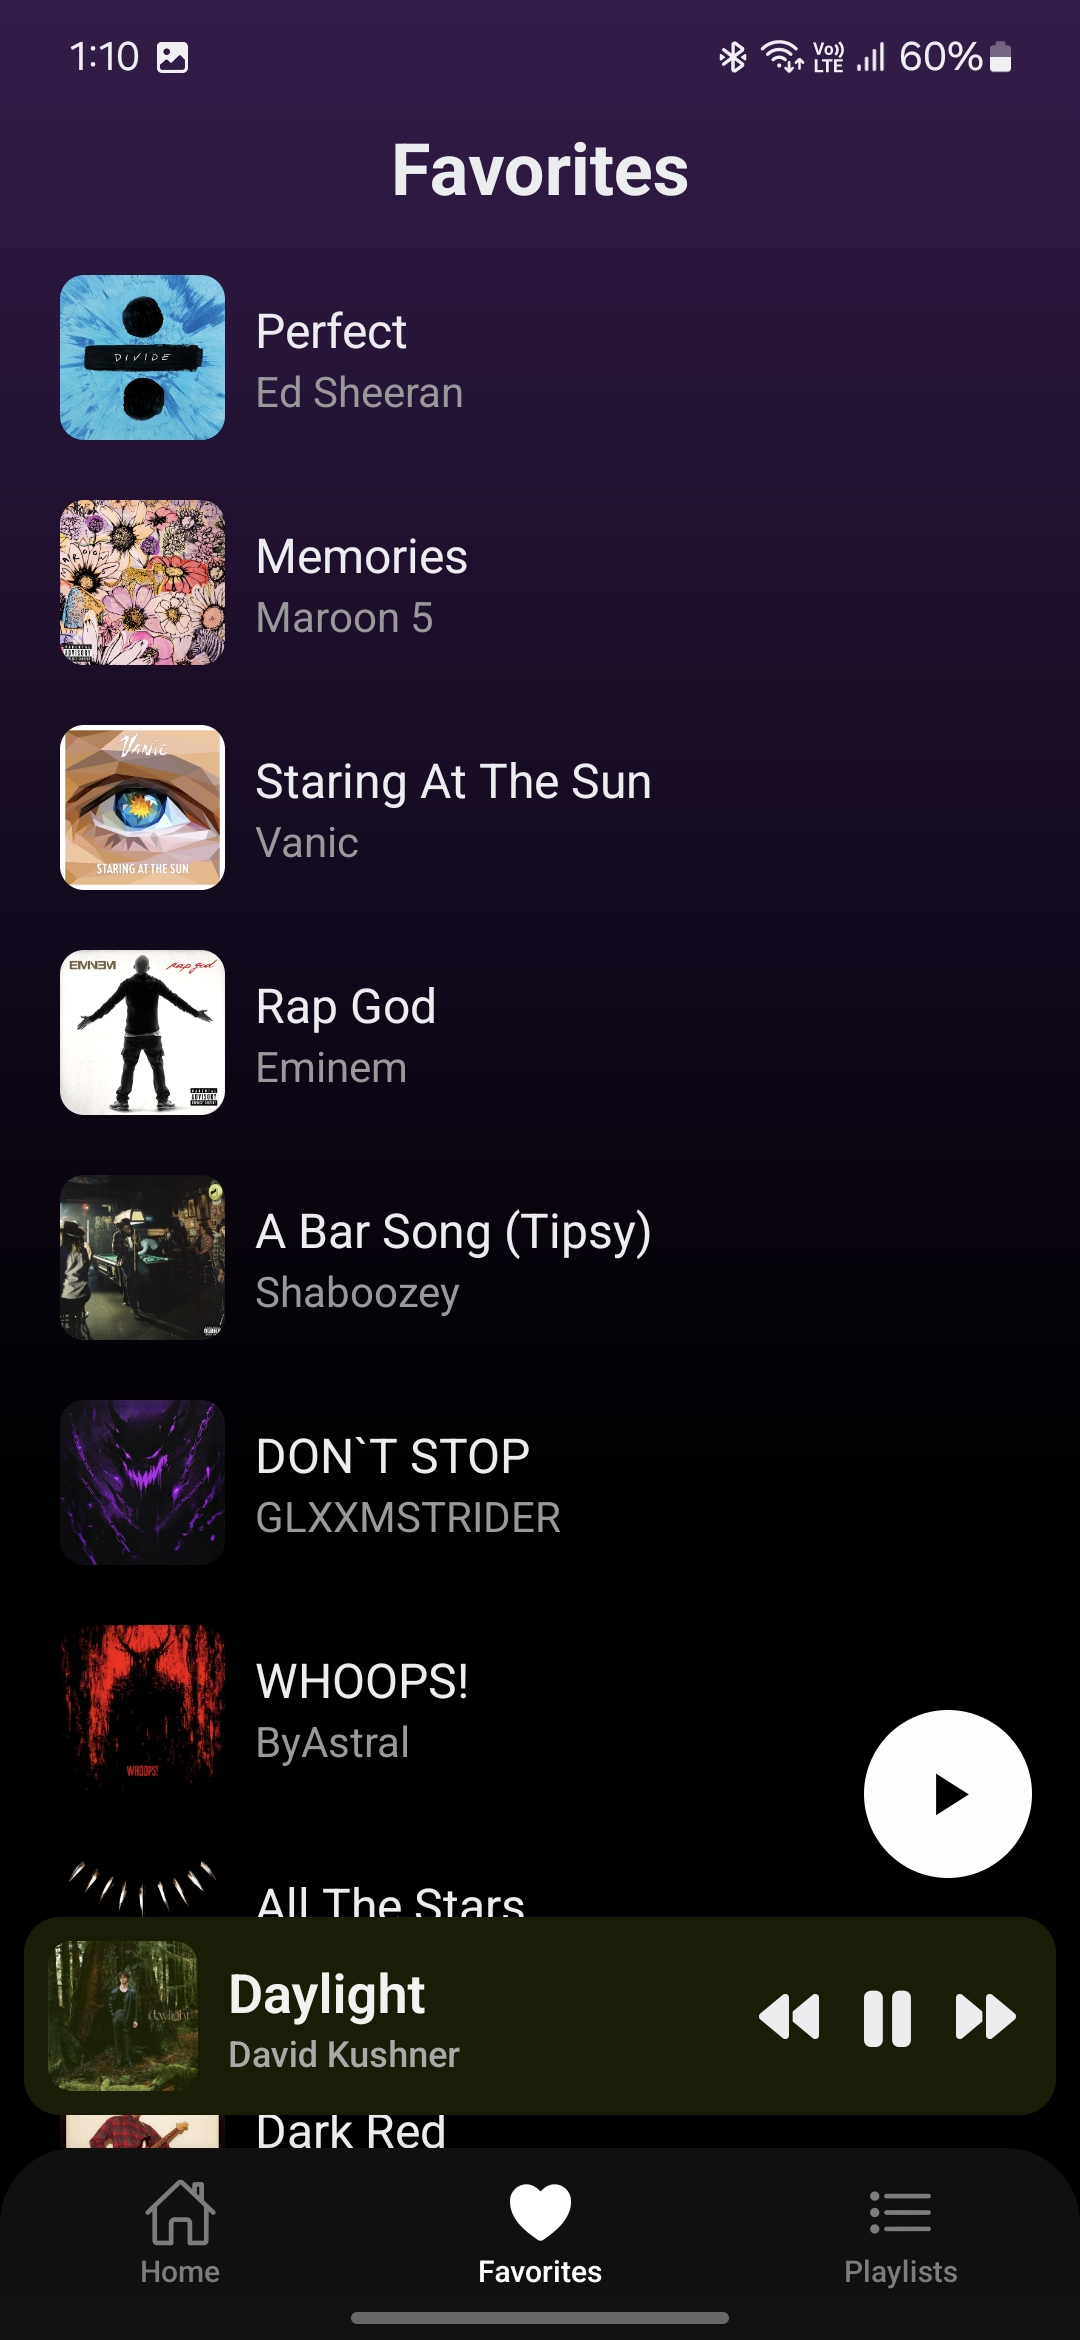 1:10
Vo)) LTE 60%
Favorites
DIVIDE
Perfect
Ed Sheeran
Memories
Maroon 5
Vanic
STARING AT THE SUN
Staring At The Sun
Vanic
EMINEM rap god
Rap God
Eminem
A Bar Song (Tipsy)
Shaboozey
DON`T STOP
GLXXMSTRIDER
WHOOPS!
WHOOPS!
ByAstral
All The Stars
daylight
Daylight
David Kushner
Dark Red
Home
Favorites
Playlists